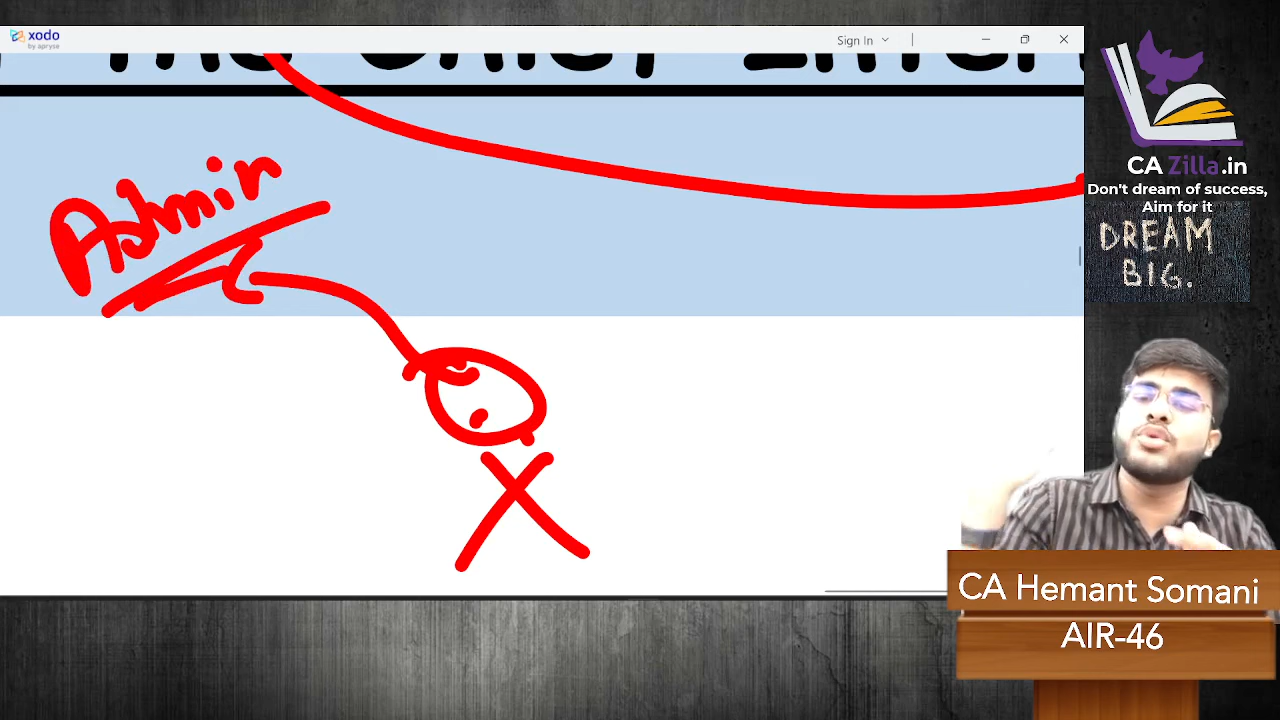 xodo
by apryse
Sign In
Admin
X
CA Zilla.in
Don't dream of success,
Aim for it
DREAM
BIG.
CA Hemant Somani
AIR-46